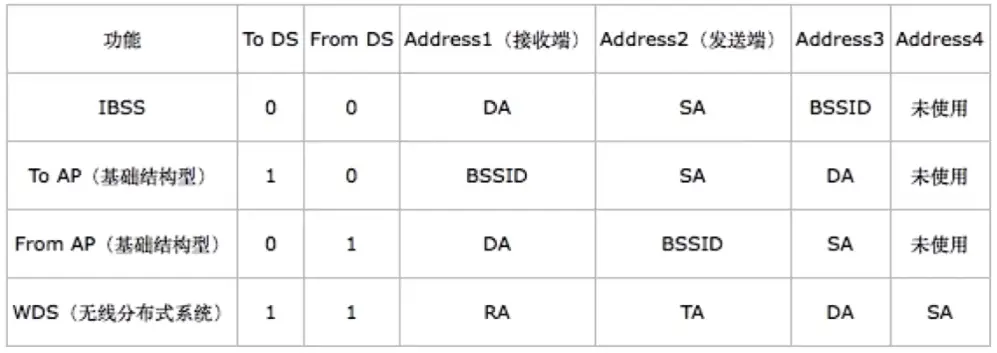 功能 To DS From DS Address1（接收端） Address2（发送端） Address3 Address4
IBSS 0 0 DA SA BSSID 未使用
To AP（基础结构型） 1 0 BSSID SA DA 未使用
From AP（基础结构型） 0 1 DA BSSID SA 未使用
WDS（无线分布式系统） 1 1 RA TA DA SA